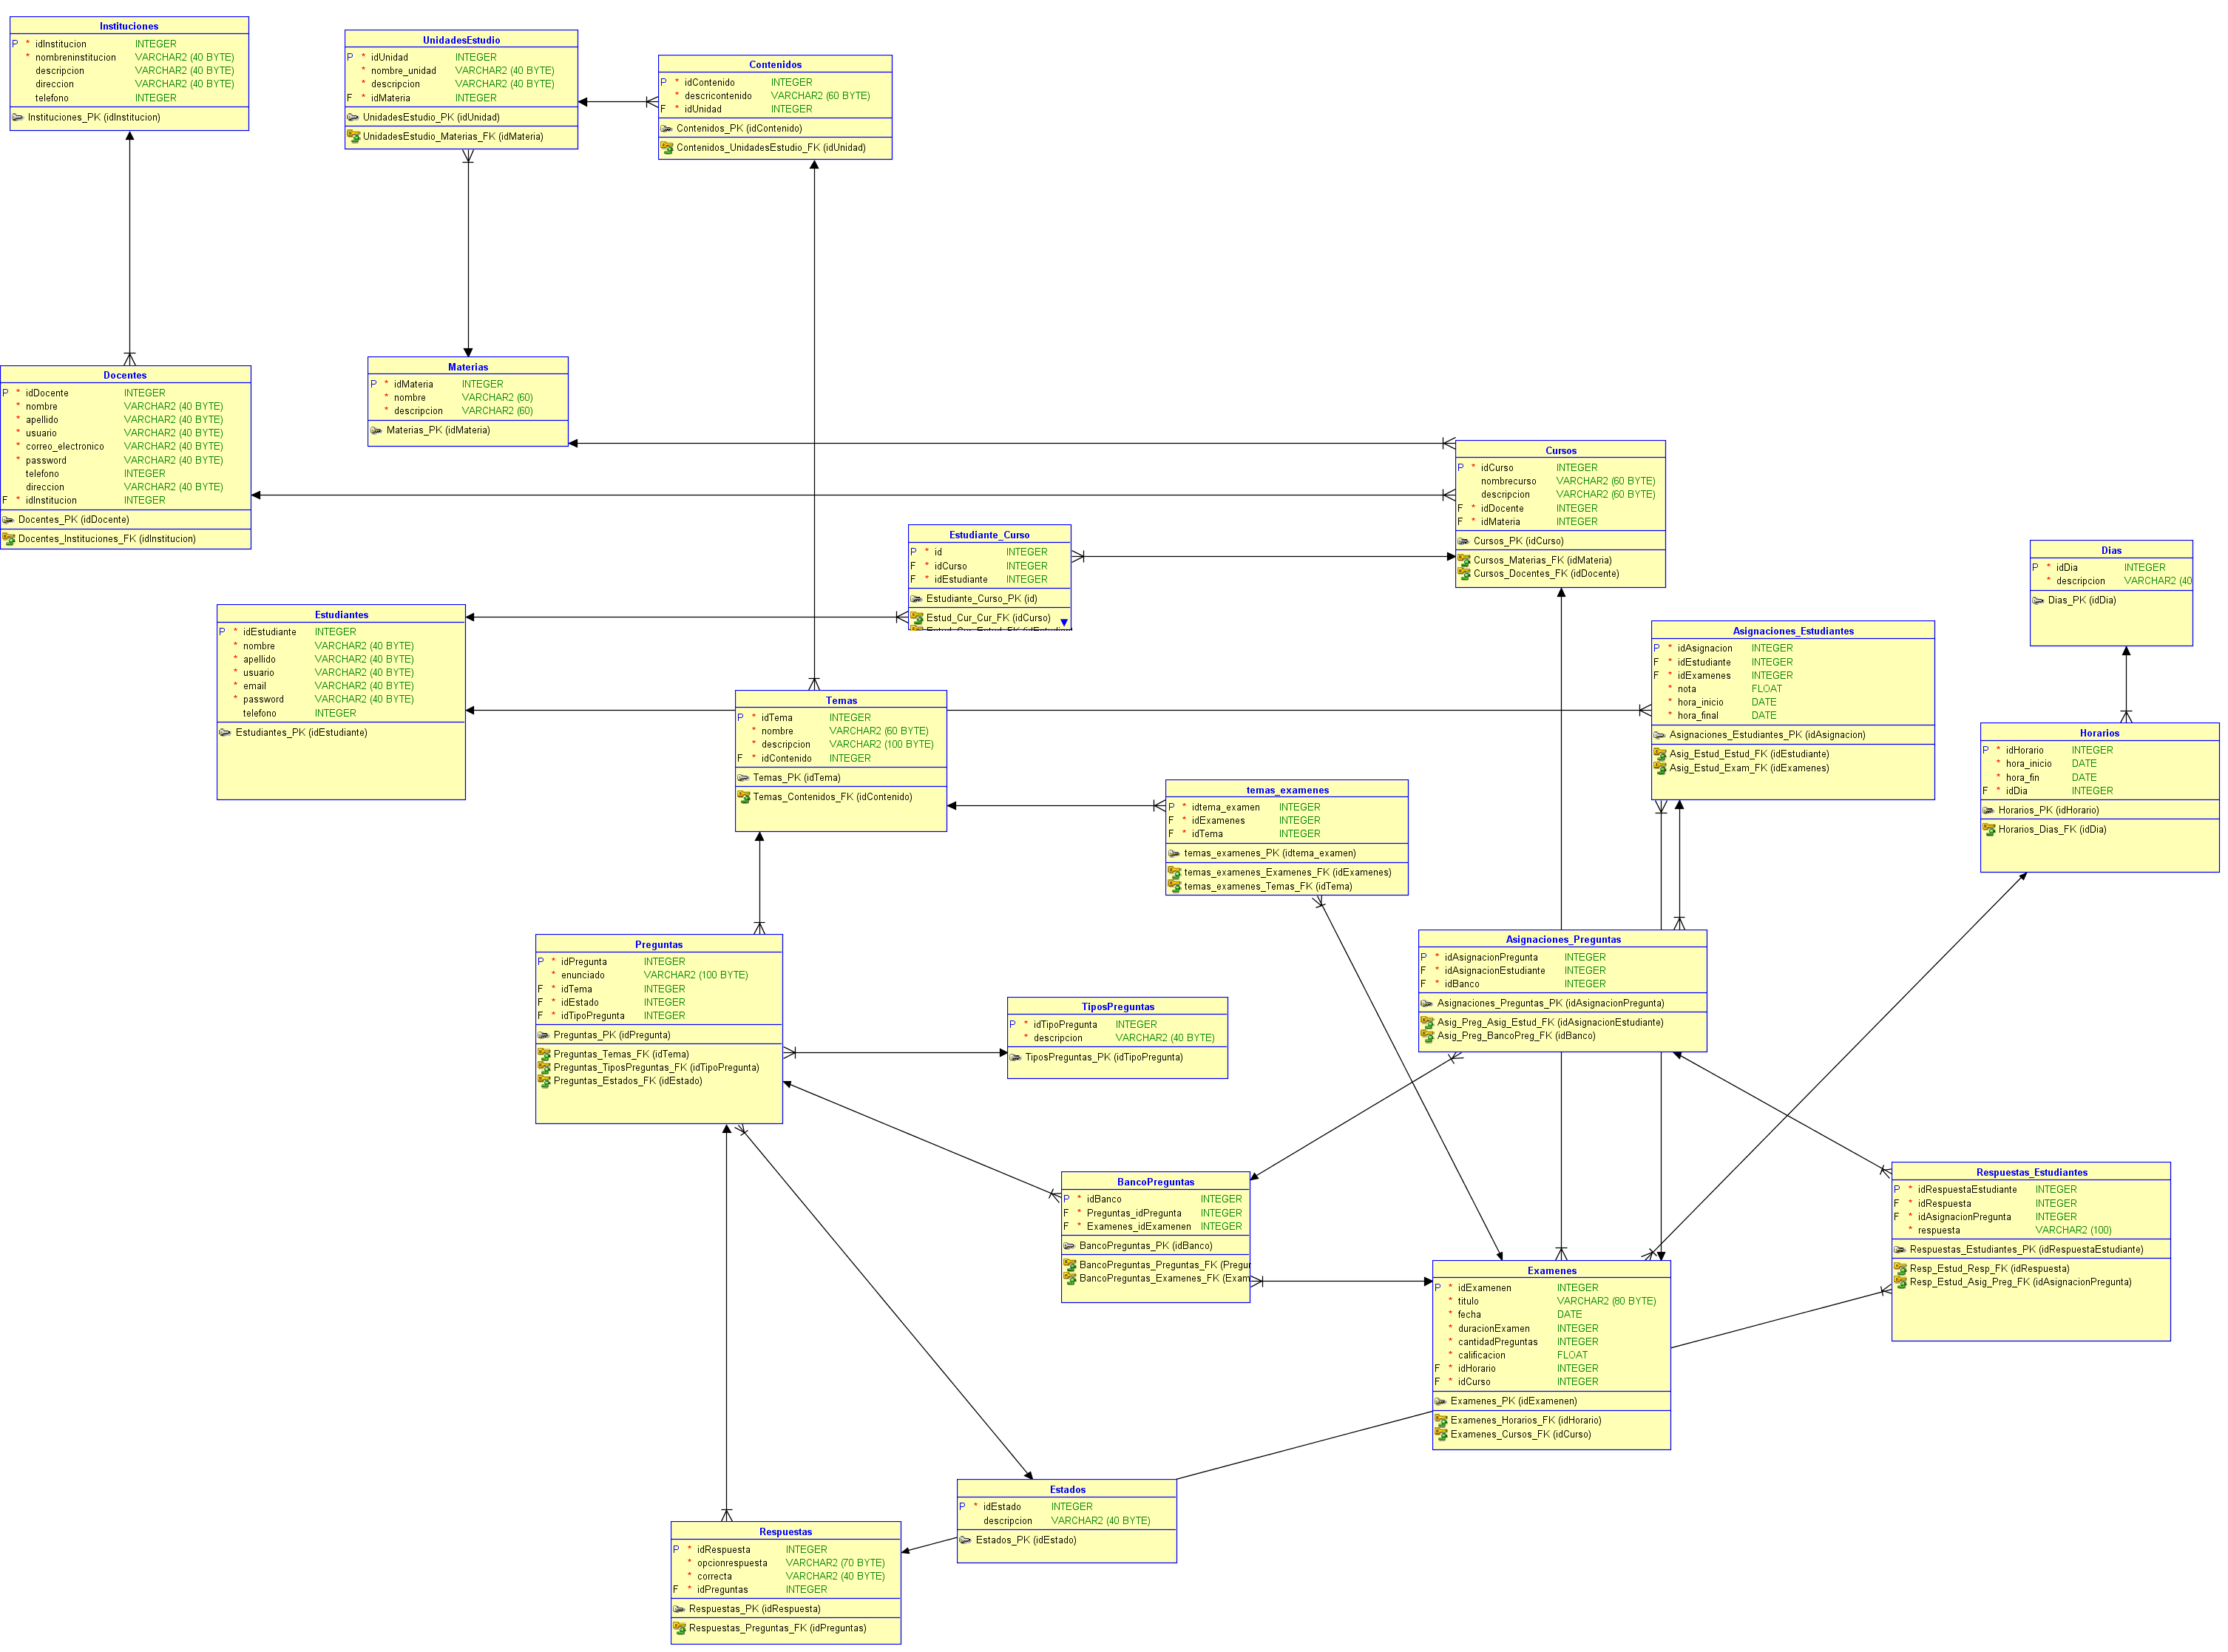 Instituciones
P * idInstitucion INTEGER
* nombreninstitucion VARCHAR2 (40 BYTE)
descripcion VARCHAR2 (40 BYTE)
direccion VARCHAR2 (40 BYTE)
telefono INTEGER
Instituciones_PK (idInstitucion)
UnidadesEstudio
P * idUnidad INTEGER
* nombre_unidad VARCHAR2 (40 BYTE)
* descripcion VARCHAR2 (40 BYTE)
F * idMateria INTEGER
UnidadesEstudio_PK (idUnidad)
UnidadesEstudio_Materias_FK (idMateria)
Contenidos
P * idContenido INTEGER
* descricontenido VARCHAR2 (60 BYTE)
F * idUnidad INTEGER
Contenidos_PK (idContenido)
Contenidos_UnidadesEstudio_FK (idUnidad)
Docentes
P * idDocente INTEGER
* nombre VARCHAR2 (40 BYTE)
* apellido VARCHAR2 (40 BYTE)
* usuario VARCHAR2 (40 BYTE)
* correo_electronico VARCHAR2 (40 BYTE)
* password VARCHAR2 (40 BYTE)
telefono INTEGER
direccion VARCHAR2 (40 BYTE)
F * idInstitucion INTEGER
Docentes_PK (idDocente)
Docentes_Instituciones_FK (idInstitucion)
Materias
P * idMateria INTEGER
* nombre VARCHAR2 (60)
* descripcion VARCHAR2 (60)
Materias_PK (idMateria)
Cursos
P * idCurso INTEGER
nombrecurso VARCHAR2 (60 BYTE)
descripcion VARCHAR2 (60 BYTE)
F * idDocente INTEGER
F * idMateria INTEGER
Cursos_PK (idCurso)
Cursos_Materias_FK (idMateria)
Cursos_Docentes_FK (idDocente)
Estudiante_Curso
P * id INTEGER
F * idCurso INTEGER
F * idEstudiante INTEGER
Estudiante_Curso_PK (id)
Estud_Cur_Cur_FK (idCurso)
Dias
P * idDia INTEGER
* descripcion VARCHAR2 (40
Dias_PK (idDia)
Estudiantes
P * idEstudiante INTEGER
* nombre VARCHAR2 (40 BYTE)
* apellido VARCHAR2 (40 BYTE)
* usuario VARCHAR2 (40 BYTE)
* email VARCHAR2 (40 BYTE)
* password VARCHAR2 (40 BYTE)
telefono INTEGER
Estudiantes_PK (idEstudiante)
Asignaciones_Estudiantes
P * idAsignacion INTEGER
F * idEstudiante INTEGER
F * idExamenes INTEGER
* nota FLOAT
* hora_inicio DATE
* hora_final DATE
Asignaciones_Estudiantes_PK (idAsignacion)
Asig_Estud_Estud_FK (idEstudiante)
Asig_Estud_Exam_FK (idExamenes)
Temas
P * idTema INTEGER
* nombre VARCHAR2 (60 BYTE)
* descripcion VARCHAR2 (100 BYTE)
F * idContenido INTEGER
Temas_PK (idTema)
Temas_Contenidos_FK (idContenido)
Horarios
P * idHorario INTEGER
* hora_inicio DATE
* hora_fin DATE
F * idDia INTEGER
Horarios_PK (idHorario)
Horarios_Dias_FK (idDia)
temas_examenes
P * idtema_examen INTEGER
F * idExamenes INTEGER
F * idTema INTEGER
temas_examenes_PK (idtema_examen)
temas_examenes_Examenes_FK (idExamenes)
temas_examenes_Temas_FK (idTema)
Preguntas
P * idPregunta INTEGER
* enunciado VARCHAR2 (100 BYTE)
F * idTema INTEGER
F * idEstado INTEGER
F * idTipoPregunta INTEGER
Preguntas_PK (idPregunta)
Preguntas_Temas_FK (idTema)
Preguntas_TiposPreguntas_FK (idTipoPregunta)
Preguntas_Estados_FK (idEstado)
Asignaciones_Preguntas
P * idAsignacionPregunta INTEGER
F * idAsignacionEstudiante INTEGER
F * idBanco INTEGER
Asignaciones_Preguntas_PK (idAsignacionPregunta)
Asig_Preg_Asig_Estud_FK (idAsignacionEstudiante)
Asig_Preg_BancoPreg_FK (idBanco)
TiposPreguntas
P * idTipoPregunta INTEGER
* descripcion VARCHAR2 (40 BYTE)
TiposPreguntas_PK (idTipoPregunta)
BancoPreguntas
P * idBanco INTEGER
F * Preguntas_idPregunta INTEGER
F * Examenes_idExamenen INTEGER
BancoPreguntas_PK (idBanco)
BancoPreguntas_Preguntas_FK (Pregur
BancoPreguntas_Examenes_FK (Exam
Respuestas_Estudiantes
P * idRespuestaEstudiante INTEGER
F * idRespuesta INTEGER
F * idAsignacionPregunta INTEGER
* respuesta VARCHAR2 (100)
Respuestas_Estudiantes_PK (idRespuestaEstudiante)
Resp_Estud_Resp_FK (idRespuesta)
Resp_Estud_Asig_Preg_FK (idAsignacionPregunta)
Examenes
P * idExamenen INTEGER
* titulo VARCHAR2 (80 BYTE)
* fecha DATE
* duracionExamen INTEGER
* cantidadPreguntas INTEGER
* calificacion FLOAT
F * idHorario INTEGER
F * idCurso INTEGER
Examenes_PK (idExamenen)
Examenes_Horarios_FK (idHorario)
Examenes_Cursos_FK (idCurso)
Estados
P * idEstado INTEGER
descripcion VARCHAR2 (40 BYTE)
Estados_PK (idEstado)
Respuestas
P * idRespuesta INTEGER
* opcionrespuesta VARCHAR2 (70 BYTE)
* correcta VARCHAR2 (40 BYTE)
F * idPreguntas INTEGER
Respuestas_PK (idRespuesta)
Respuestas_Preguntas_FK (idPreguntas)